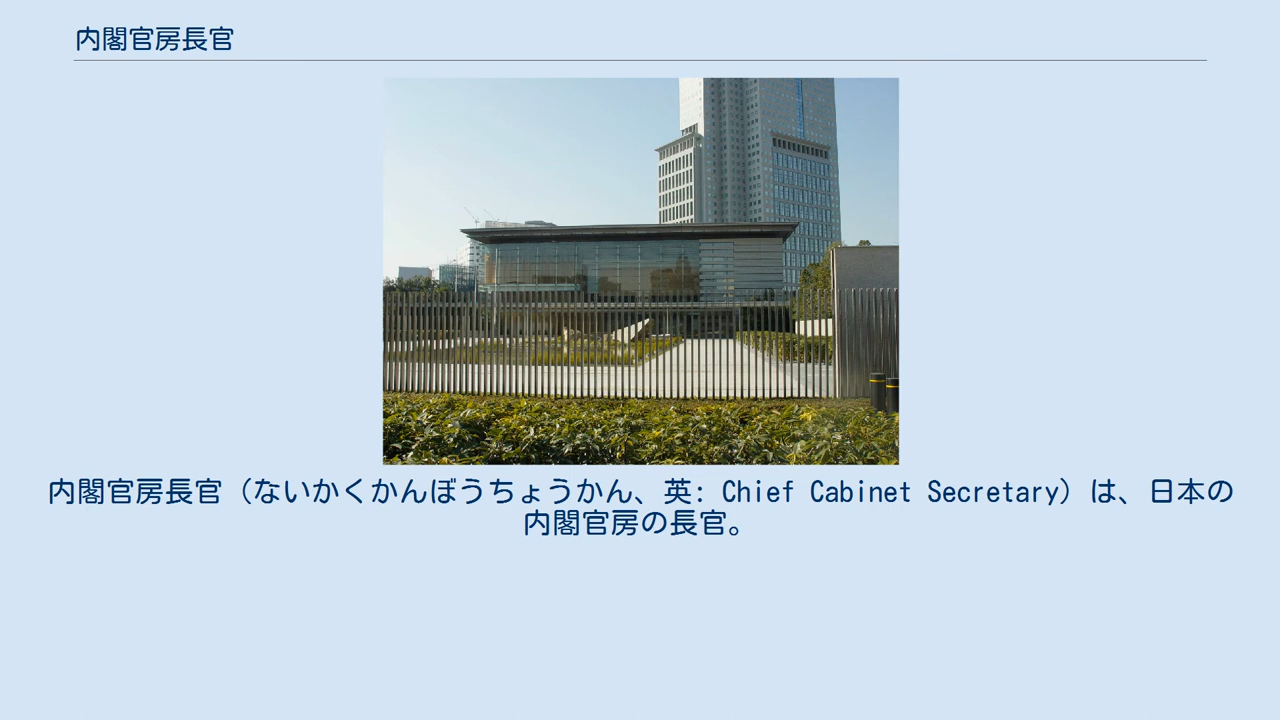 内閣官房長官
内閣官房長官（ないかくかんぼうちょうかん、英: Chief Cabinet Secretary）は、日本の
内閣官房の長官。